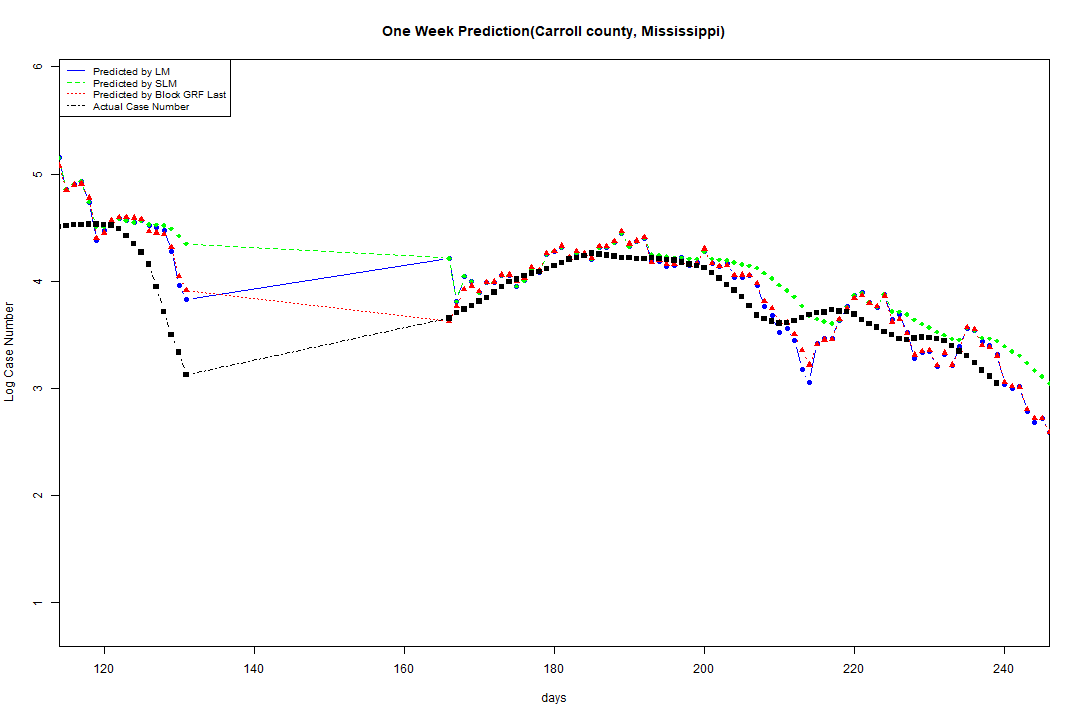 One Week Prediction(Carroll county, Mississippi)
Predicted by LM
Predicted by SLM
Predicted by Block GRF Last
Actual Case Number
Log Case Number
6
5
4
3
2
1
120 140 160 180 200 220 240
days